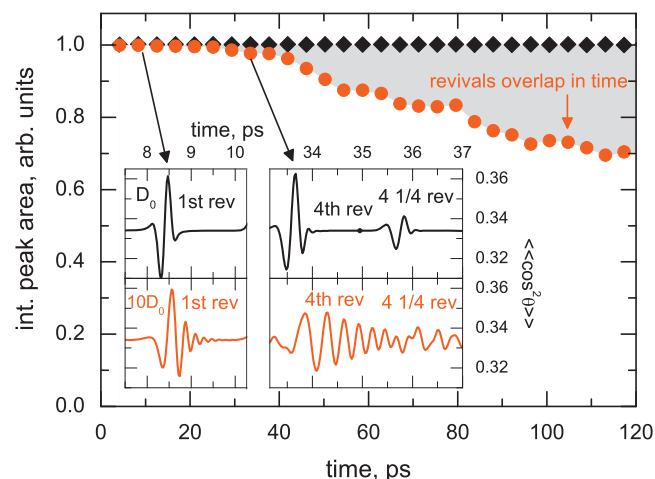 int. peak area, arb. units
1.0
0.8
0.6
0.4
0.2
0.0
revivals overlap in time
time, ps
8 9 10 34 35 36 37
D0 1st rev
4th rev 4 1/4 rev
0.36
0.34
0.32
10D0 1st rev
4th rev 4 1/4 rev
0.36
0.34
0.32
<<cos2θ>>
0 20 40 60 80 100 120
time, ps